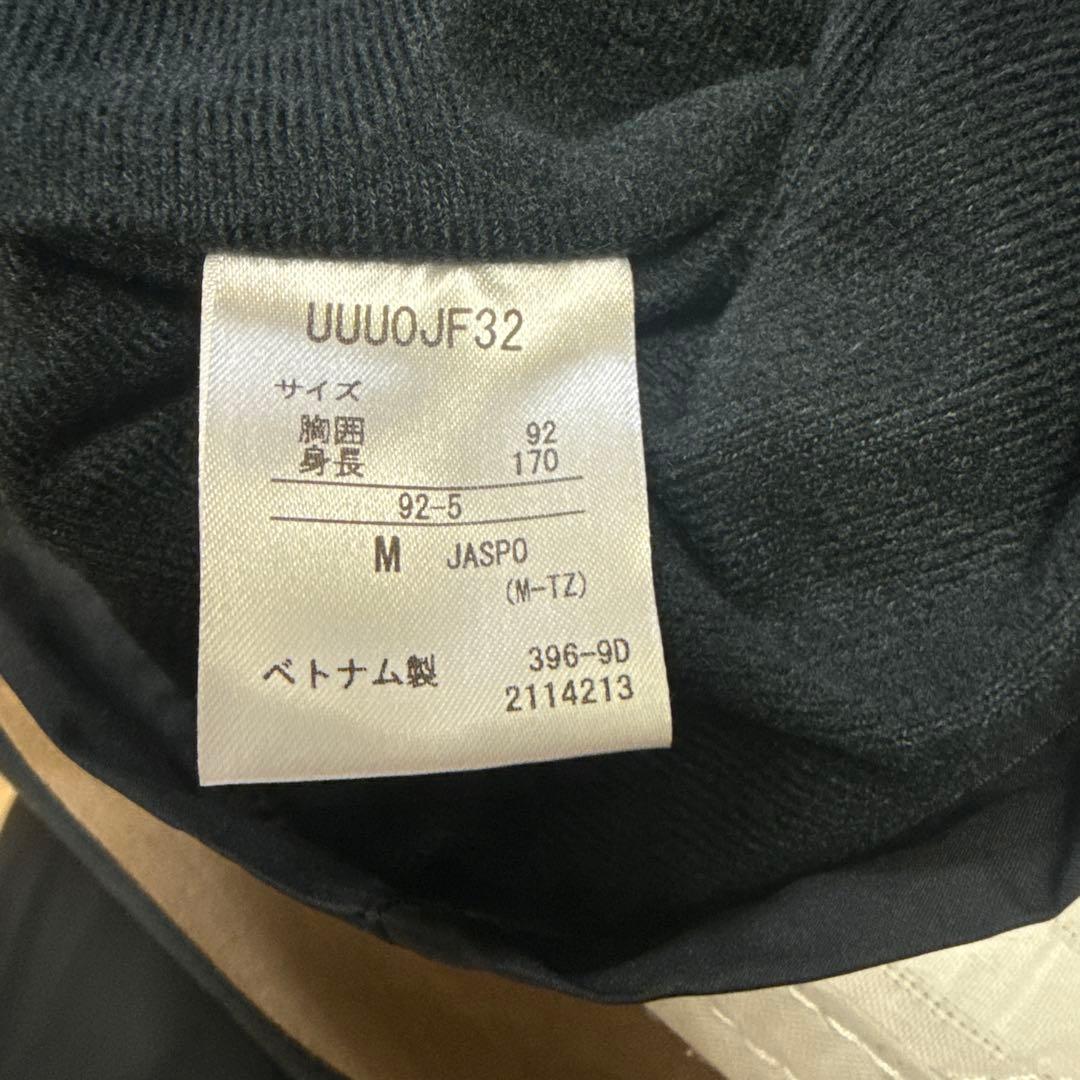 UUUOJF32
サイズ
胸囲 92
身長 170
92-5
M JASPO
(M-TZ)
ベトナム製 396-9D
2114213